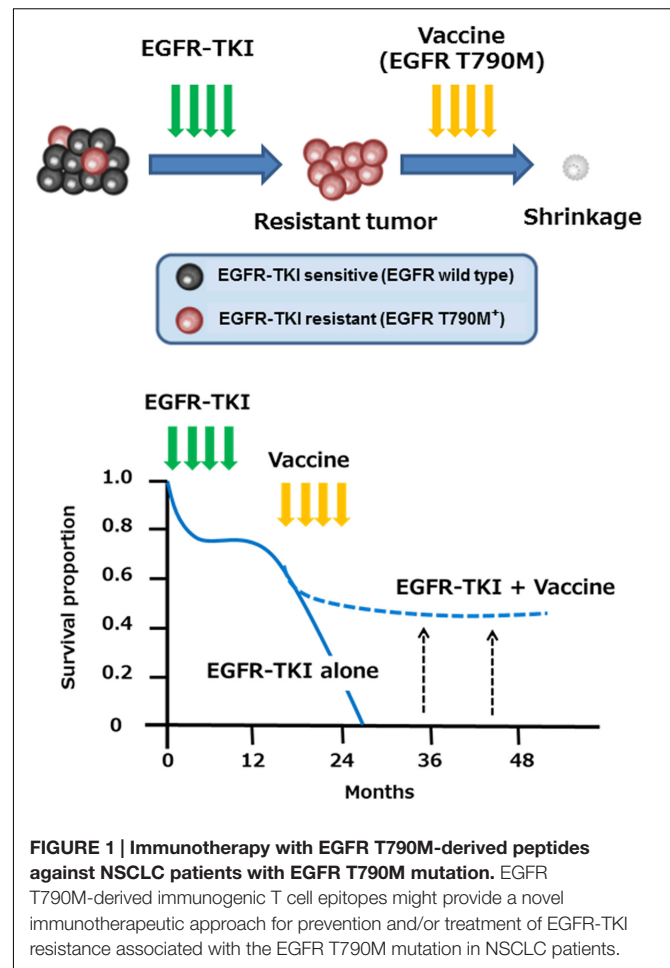 EGFR-TKI
Vaccine
(EGFR T790M)
Resistant tumor
Shrinkage
EGFR-TKI sensitive (EGFR wild type)
EGFR-TKI resistant (EGFR T790M⁺)
EGFR-TKI
Vaccine
1.0
0.8
0.6
0.4
0.2
0
Survival proportion
EGFR-TKI + Vaccine
EGFR-TKI alone
0 12 24 36 48
Months
FIGURE 1 | Immunotherapy with EGFR T790M-derived peptides
against NSCLC patients with EGFR T790M mutation. EGFR
T790M-derived immunogenic T cell epitopes might provide a novel
immunotherapeutic approach for prevention and/or treatment of EGFR-TKI
resistance associated with the EGFR T790M mutation in NSCLC patients.